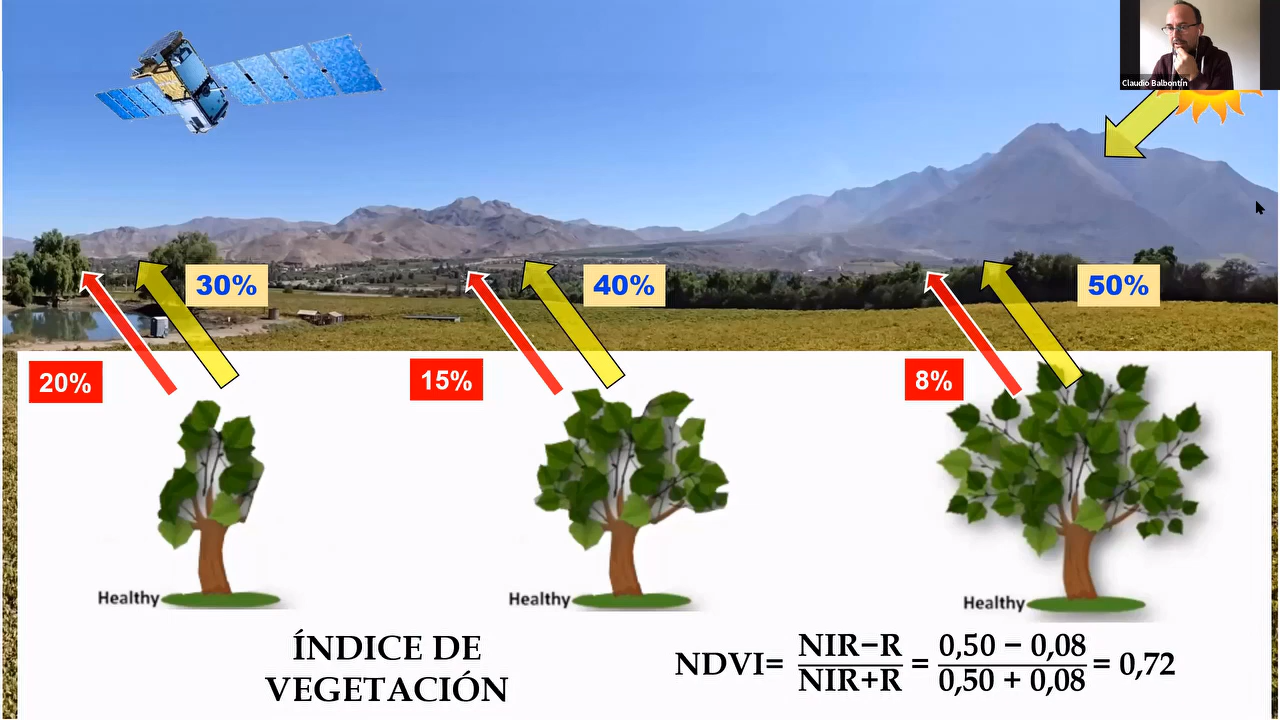 Claudio Balbontín
30%
40%
50%
20%
15%
8%
Healthy
Healthy
Healthy
ÍNDICE DE
VEGETACIÓN
NDVI= NIR−R / NIR+R = 0,50 − 0,08 / 0,50 + 0,08 = 0,72